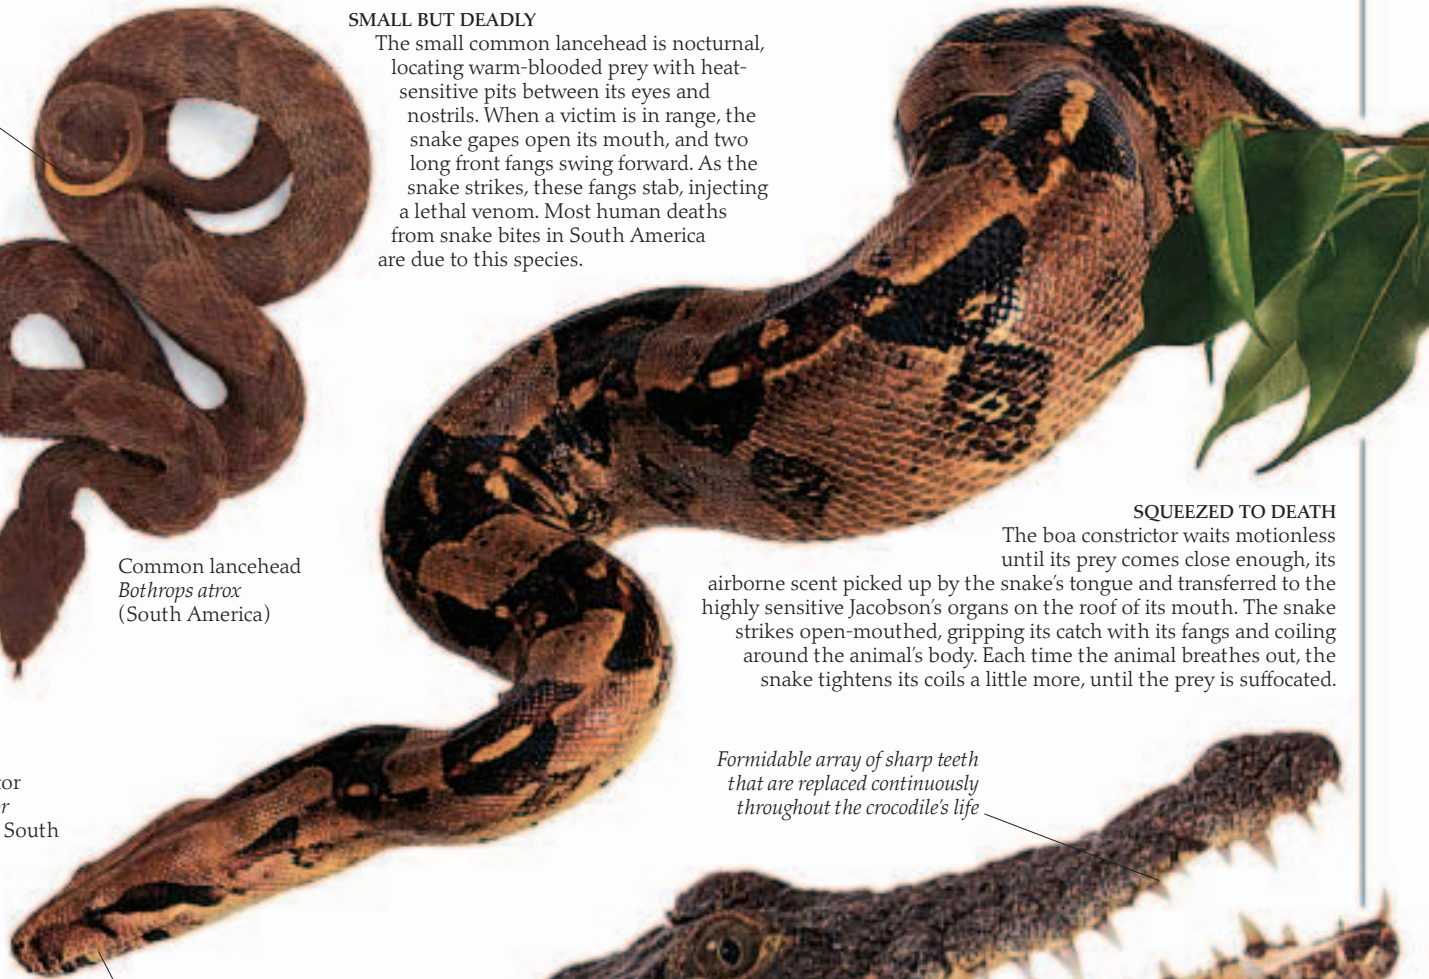 SMALL BUT DEADLY
The small common lancehead is nocturnal,
locating warm-blooded prey with heat-
sensitive pits between its eyes and
nostrils. When a victim is in range, the
snake gapes open its mouth, and two
long front fangs swing forward. As the
snake strikes, these fangs stab, injecting
a lethal venom. Most human deaths
from snake bites in South America
are due to this species.
Common lancehead
Bothrops atrox
(South America)
SQUEEZED TO DEATH
The boa constrictor waits motionless
until its prey comes close enough, its
airborne scent picked up by the snake's tongue and transferred to the
highly sensitive Jacobson's organs on the roof of its mouth. The snake
strikes open-mouthed, gripping its catch with its fangs and coiling
around the animal's body. Each time the animal breathes out, the
snake tightens its coils a little more, until the prey is suffocated.
Formidable array of sharp teeth
that are replaced continuously
throughout the crocodile's life
tor
r
South